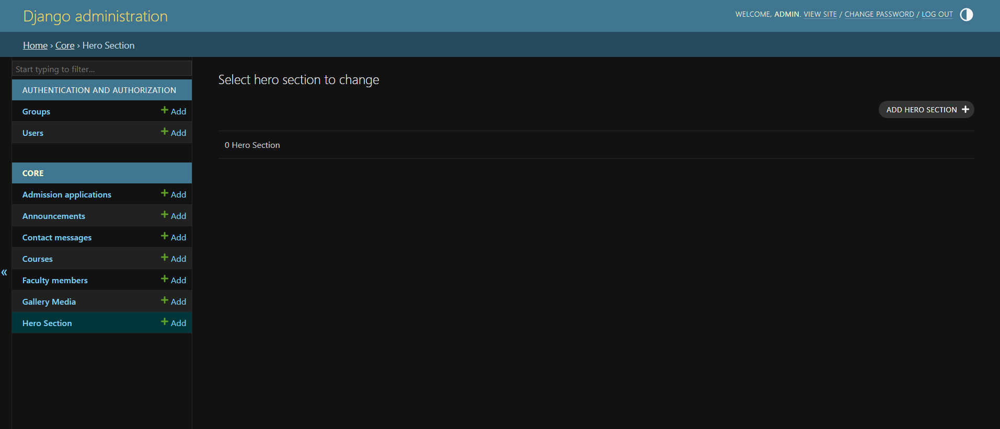 Django administration
WELCOME, ADMIN. VIEW SITE / CHANGE PASSWORD / LOG OUT
Home › Core › Hero Section
Start typing to filter...
AUTHENTICATION AND AUTHORIZATION
Groups + Add
Users + Add
CORE
Admission applications + Add
Announcements + Add
Contact messages + Add
Courses + Add
Faculty members + Add
Gallery Media + Add
Hero Section + Add
«
Select hero section to change
ADD HERO SECTION +
0 Hero Section